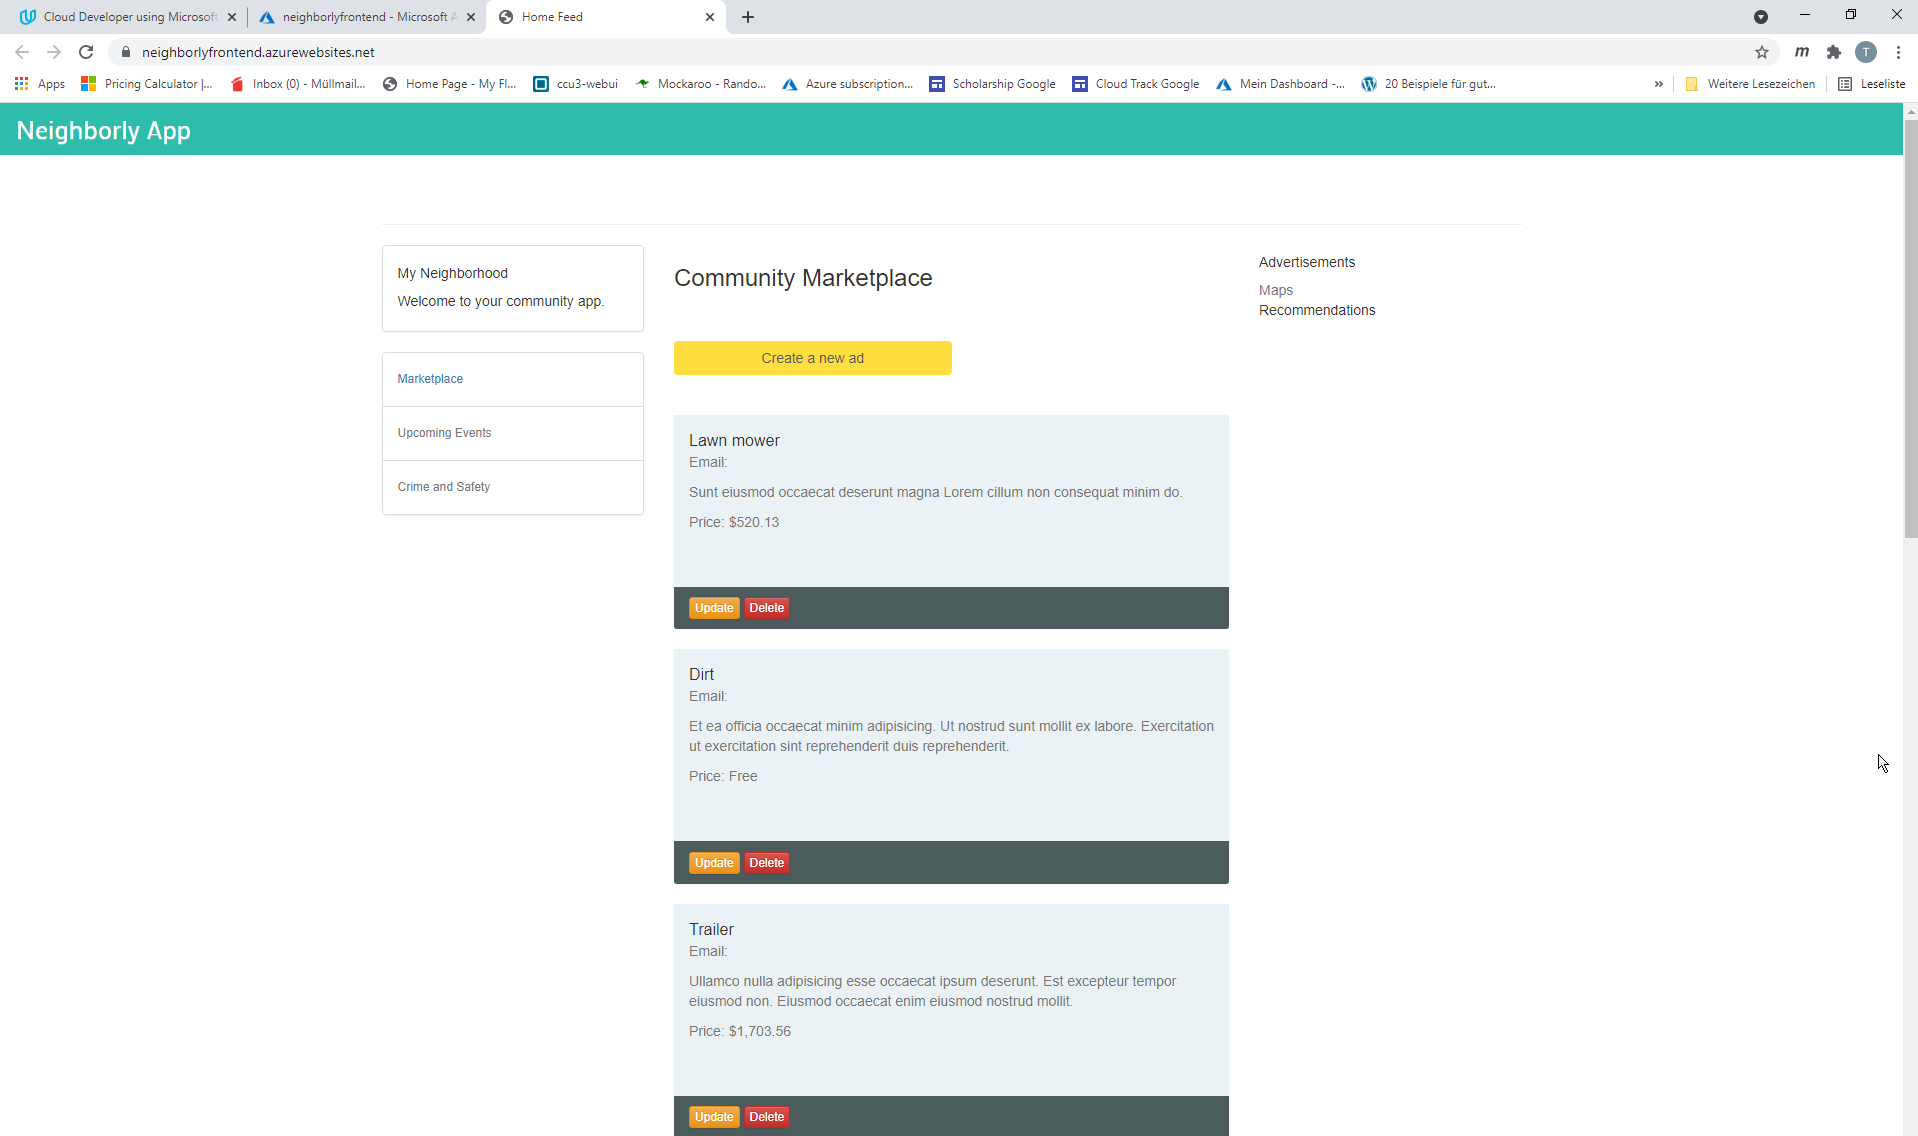 Cloud Developer using Microsoft
neighborlyfrontend - Microsoft A
Home Feed
neighborlyfrontend.azurewebsites.net
m
T
Apps
Pricing Calculator |...
Inbox (0) - Müllmail...
Home Page - My Fl...
ccu3-webui
Mockaroo - Rando...
Azure subscription...
Scholarship Google
Cloud Track Google
Mein Dashboard -...
20 Beispiele für gut...
»
Weitere Lesezeichen
Leseliste
Neighborly App
My Neighborhood
Welcome to your community app.
Marketplace
Upcoming Events
Crime and Safety
Community Marketplace
Create a new ad
Lawn mower
Email:
Sunt eiusmod occaecat deserunt magna Lorem cillum non consequat minim do.
Price: $520.13
Update Delete
Dirt
Email:
Et ea officia occaecat minim adipisicing. Ut nostrud sunt mollit ex labore. Exercitation
ut exercitation sint reprehenderit duis reprehenderit.
Price: Free
Update Delete
Trailer
Email:
Ullamco nulla adipisicing esse occaecat ipsum deserunt. Est excepteur tempor
eiusmod non. Eiusmod occaecat enim eiusmod nostrud mollit.
Price: $1,703.56
Update Delete
Advertisements
Maps
Recommendations